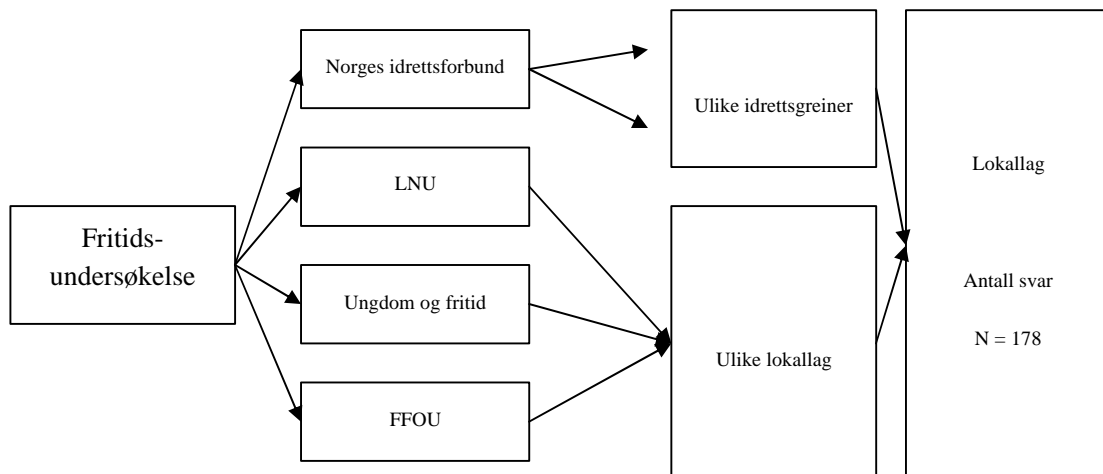 Fritids-
undersøkelse
Norges idrettsforbund
LNU
Ungdom og fritid
FFOU
Ulike idrettsgreiner
Ulike lokallag
Lokallag
Antall svar
N = 178